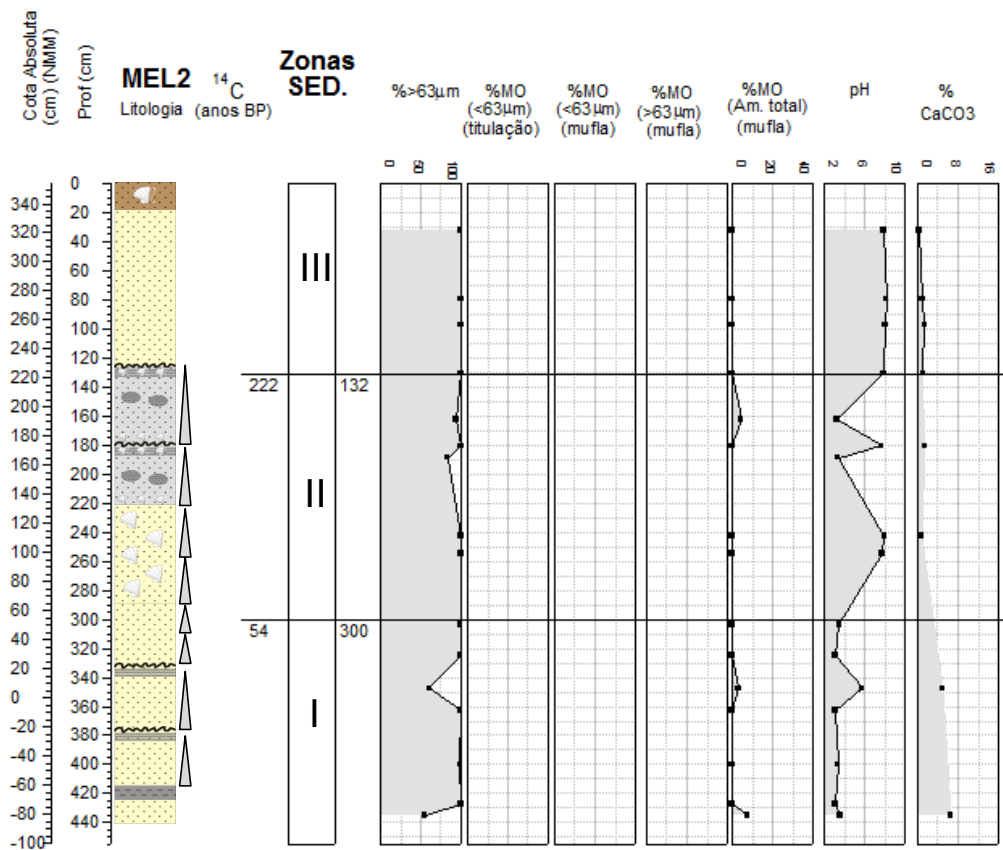 Cota Absoluta
(cm) (NMM)
Prof (cm)
MEL2
Litologia
14C
(anos BP)
Zonas
SED.
%>63µm
%MO
(<63µm)
(titulação)
%MO
(<63µm)
(mufla)
%MO
(>63µm)
(mufla)
%MO
(Am. total)
(mufla)
pH
%
CaCO3
0 50 100
0 20 40
2 6 10
0 8 16
340
320
300
280
260
240
220
200
180
160
140
120
100
80
60
40
20
0
-20
-40
-60
-80
-100
0
20
40
60
80
100
120
140
160
180
200
220
240
260
280
300
320
340
360
380
400
420
440
III
222 132
II
54 300
I